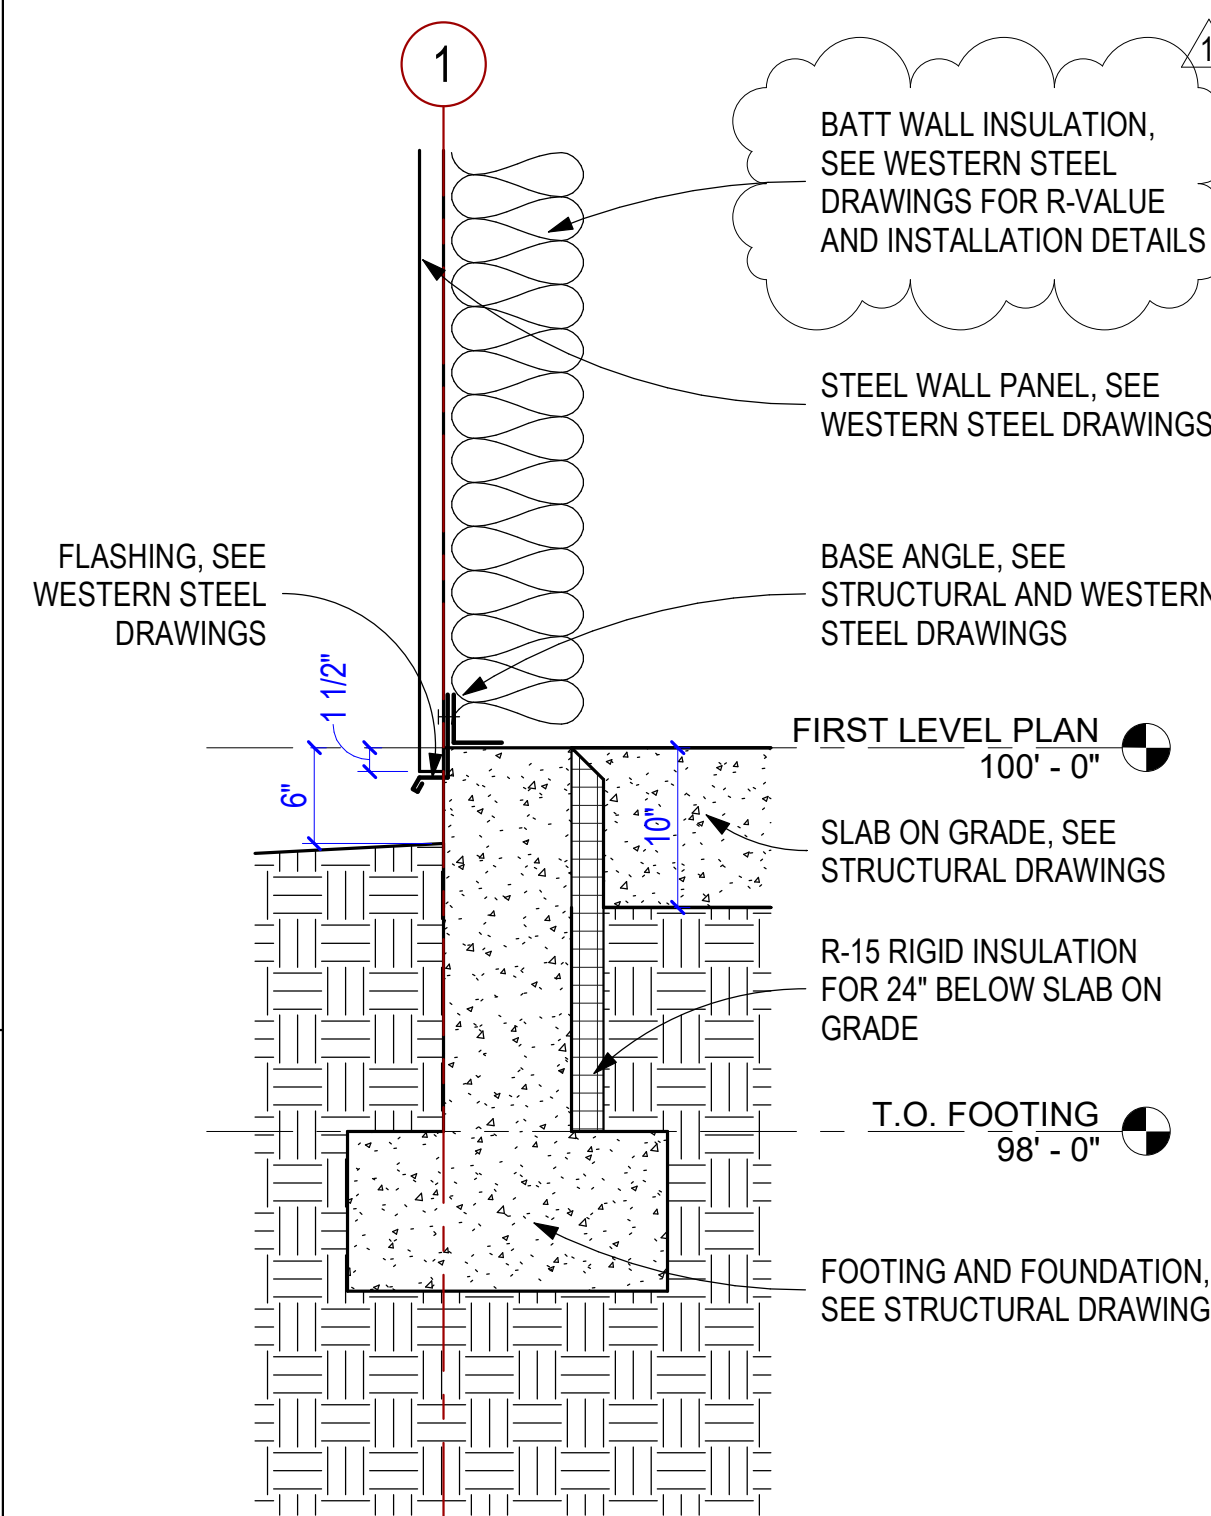 1
1
BATT WALL INSULATION,
SEE WESTERN STEEL
DRAWINGS FOR R-VALUE
AND INSTALLATION DETAILS
STEEL WALL PANEL, SEE
WESTERN STEEL DRAWINGS
FLASHING, SEE
WESTERN STEEL
DRAWINGS
BASE ANGLE, SEE
STRUCTURAL AND WESTERN
STEEL DRAWINGS
1 1/2"
6"
10"
FIRST LEVEL PLAN
100' - 0"
SLAB ON GRADE, SEE
STRUCTURAL DRAWINGS
R-15 RIGID INSULATION
FOR 24" BELOW SLAB ON
GRADE
T.O. FOOTING
98' - 0"
FOOTING AND FOUNDATION,
SEE STRUCTURAL DRAWING